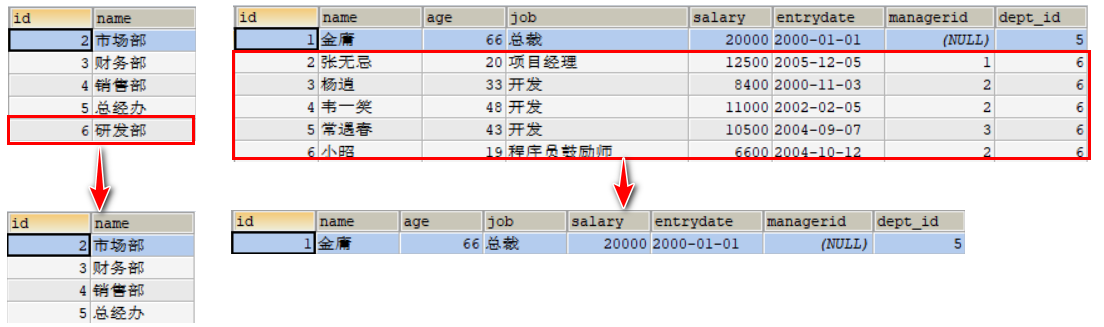 id name
2 市场部
3 财务部
4 销售部
5 总经办
6 研发部
id name age job salary entrydate managerid dept_id
1 金庸 66 总裁 20000 2000-01-01 (NULL) 5
2 张无忌 20 项目经理 12500 2005-12-05 1 6
3 杨逍 33 开发 8400 2000-11-03 2 6
4 韦一笑 48 开发 11000 2002-02-05 2 6
5 常遇春 43 开发 10500 2004-09-07 3 6
6 小昭 19 程序员鼓励师 6600 2004-10-12 2 6
id name
2 市场部
3 财务部
4 销售部
5 总经办
id name age job salary entrydate managerid dept_id
1 金庸 66 总裁 20000 2000-01-01 (NULL) 5